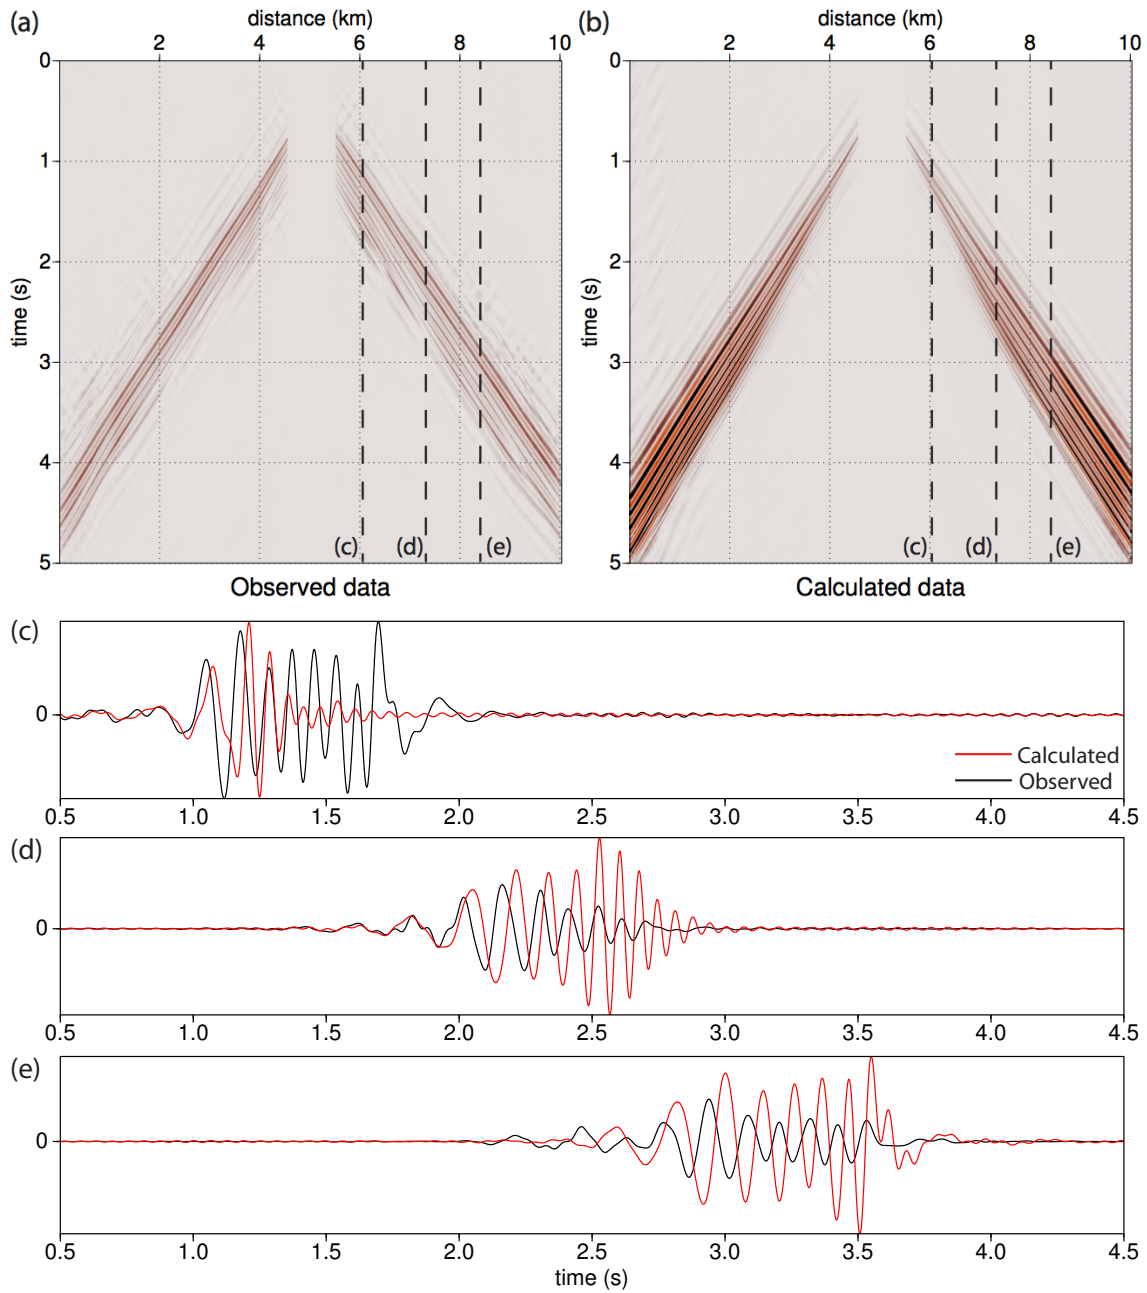 (a) distance (km) (b) distance (km)
2 4 6 8 10 2 4 6 8 10
0 0
1 1
2 2
time (s) time (s)
3 3
4 4
(c) (d) (e) (c) (d) (e)
5 5
Observed data Calculated data
(c)
0
Calculated
Observed
0.5 1.0 1.5 2.0 2.5 3.0 3.5 4.0 4.5
(d)
0
0.5 1.0 1.5 2.0 2.5 3.0 3.5 4.0 4.5
(e)
0
0.5 1.0 1.5 2.0 2.5 3.0 3.5 4.0 4.5
time (s)